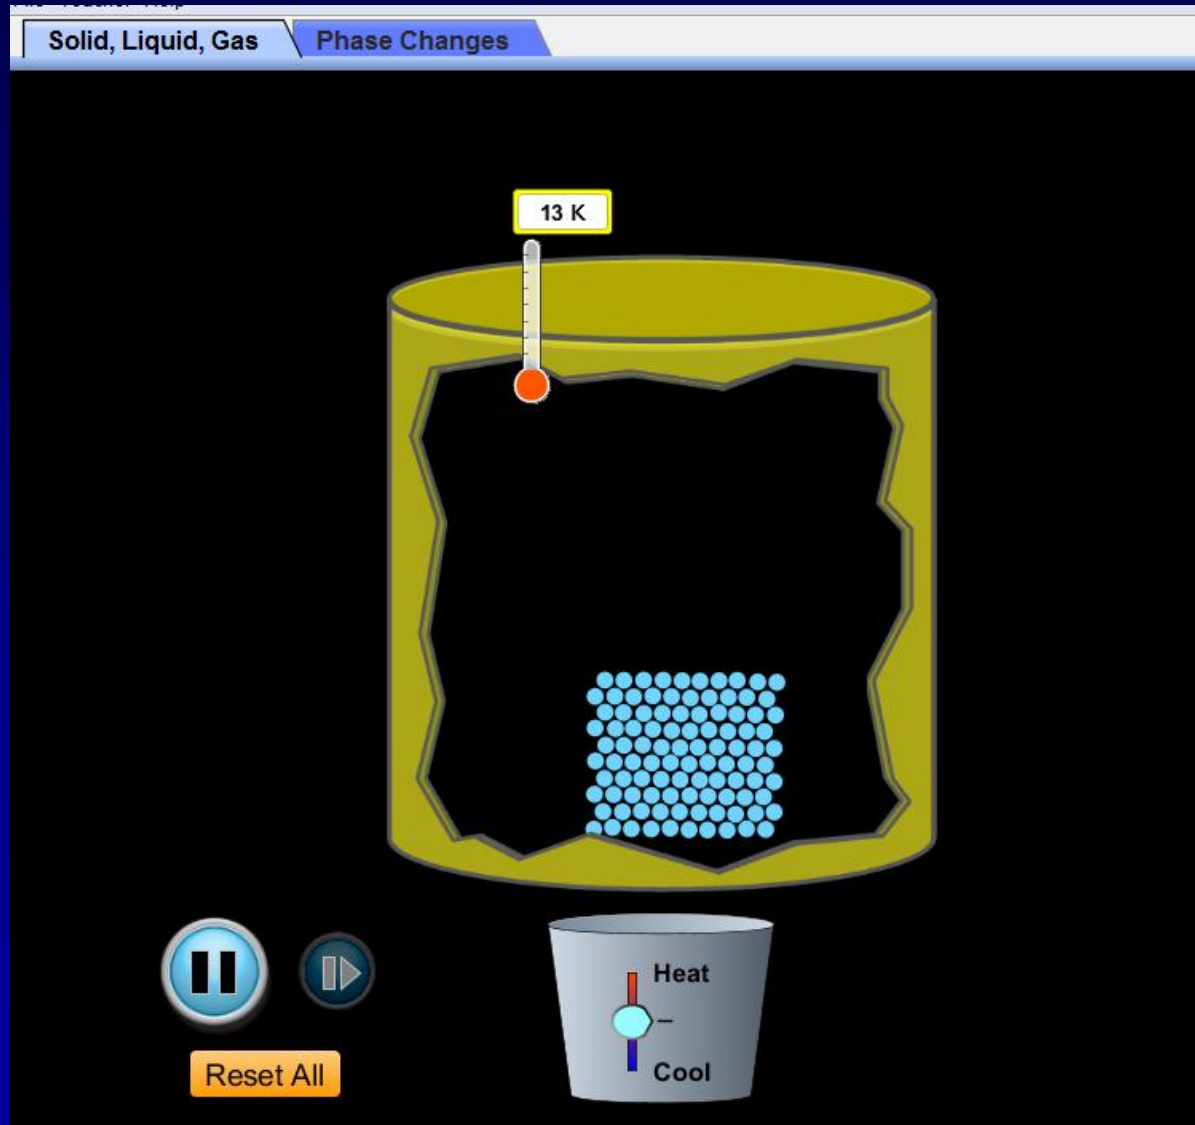 Solid, Liquid, Gas
Phase Changes
13 K
Heat
Cool
Reset All